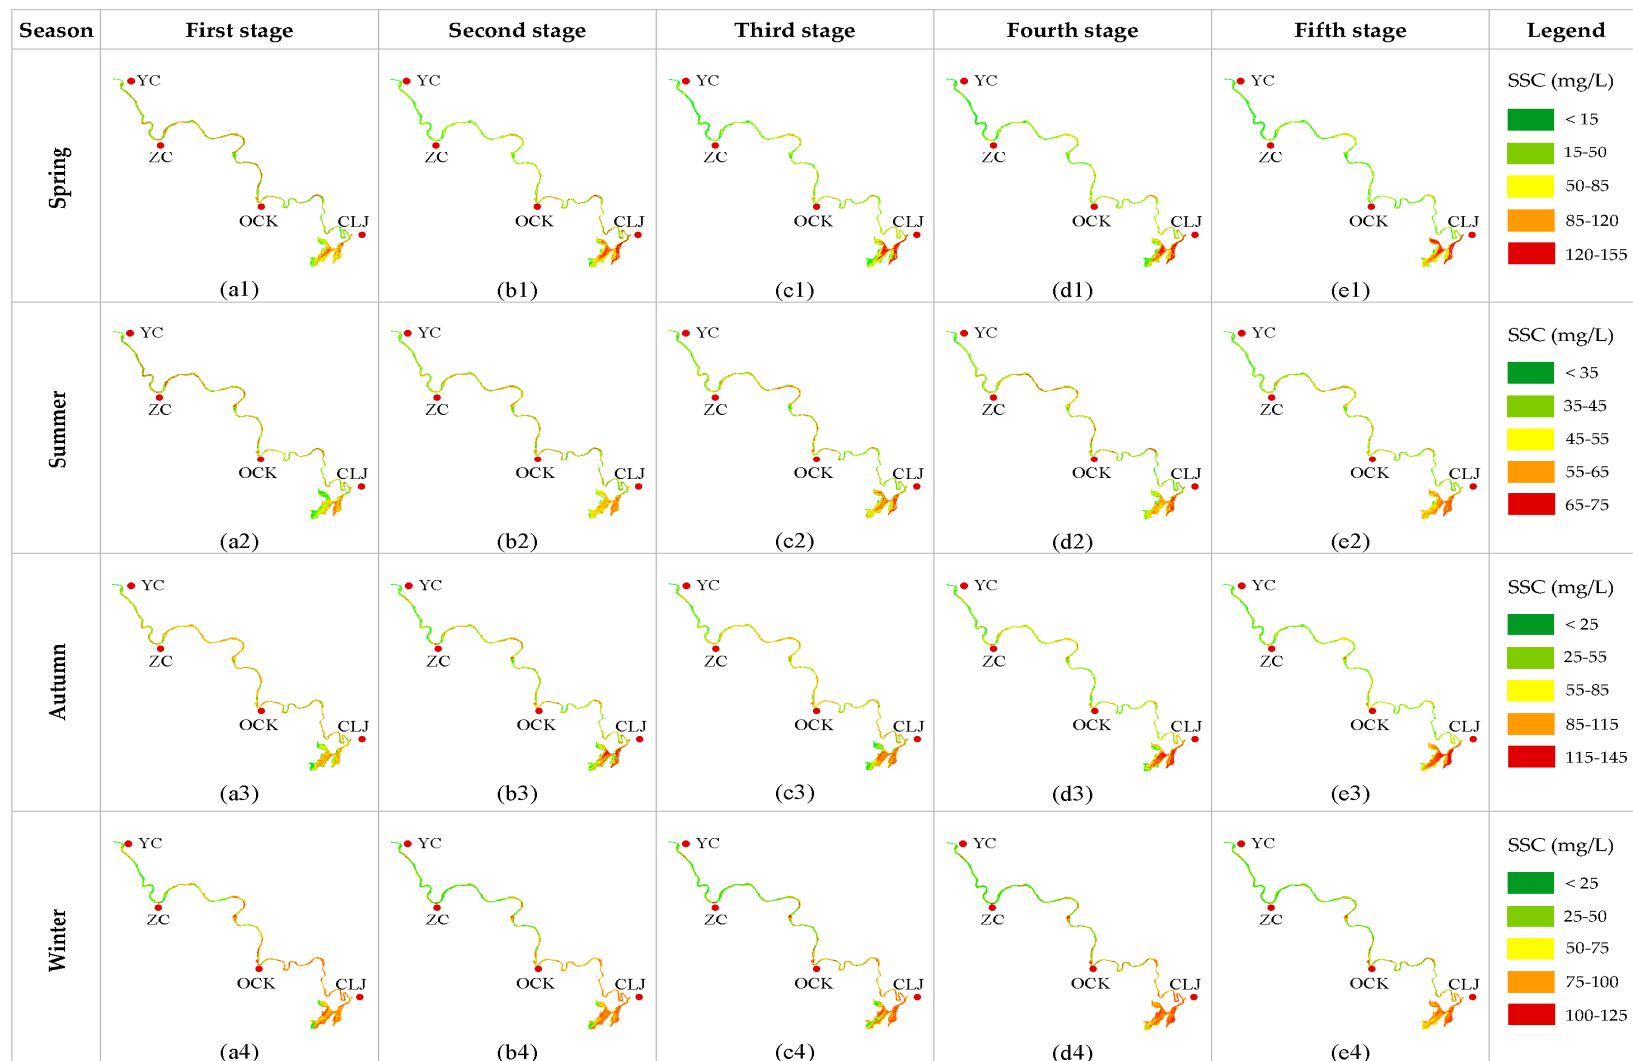 Season First stage Second stage Third stage Fourth stage Fifth stage Legend
Spring
YC ZC OCK CLJ (a1)
YC ZC OCK CLJ (b1)
YC ZC OCK CLJ (c1)
YC ZC OCK CLJ (d1)
YC ZC OCK CLJ (e1)
SSC (mg/L)
< 15
15-50
50-85
85-120
120-155
Summer
YC ZC OCK CLJ (a2)
YC ZC OCK CLJ (b2)
YC ZC OCK CLJ (c2)
YC ZC OCK CLJ (d2)
YC ZC OCK CLJ (e2)
SSC (mg/L)
< 35
35-45
45-55
55-65
65-75
Autumn
YC ZC OCK CLJ (a3)
YC ZC OCK CLJ (b3)
YC ZC OCK CLJ (c3)
YC ZC OCK CLJ (d3)
YC ZC OCK CLJ (e3)
SSC (mg/L)
< 25
25-55
55-85
85-115
115-145
Winter
YC ZC OCK CLJ (a4)
YC ZC OCK CLJ (b4)
YC ZC OCK CLJ (c4)
YC ZC OCK CLJ (d4)
YC ZC OCK CLJ (e4)
SSC (mg/L)
< 25
25-50
50-75
75-100
100-125